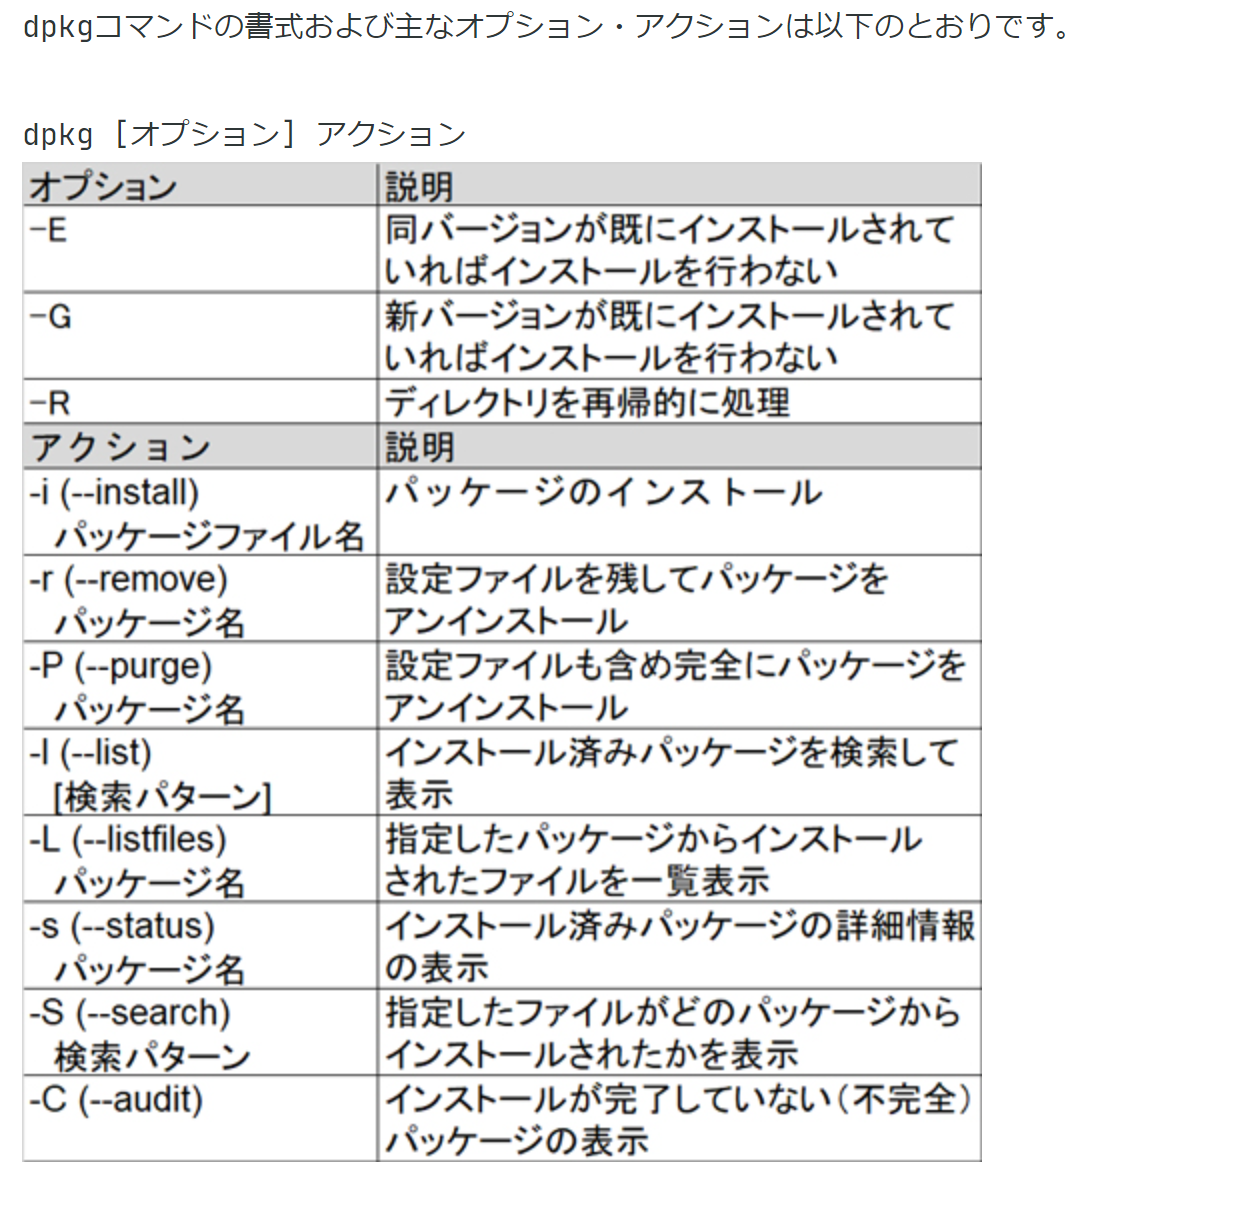 dpkgコマンドの書式および主なオプション・アクションは以下のとおりです。
dpkg [オプション] アクション
オプション 説明
-E 同バージョンが既にインストールされて
いればインストールを行わない
-G 新バージョンが既にインストールされて
いればインストールを行わない
-R ディレクトリを再帰的に処理
アクション 説明
-i (--install) パッケージのインストール
パッケージファイル名
-r (--remove) 設定ファイルを残してパッケージを
パッケージ名 アンインストール
-P (--purge) 設定ファイルも含め完全にパッケージを
パッケージ名 アンインストール
-l (--list) インストール済みパッケージを検索して
[検索パターン] 表示
-L (--listfiles) 指定したパッケージからインストール
パッケージ名 されたファイルを一覧表示
-s (--status) インストール済みパッケージの詳細情報
パッケージ名 の表示
-S (--search) 指定したファイルがどのパッケージから
検索パターン インストールされたかを表示
-C (--audit) インストールが完了していない(不完全)
パッケージの表示